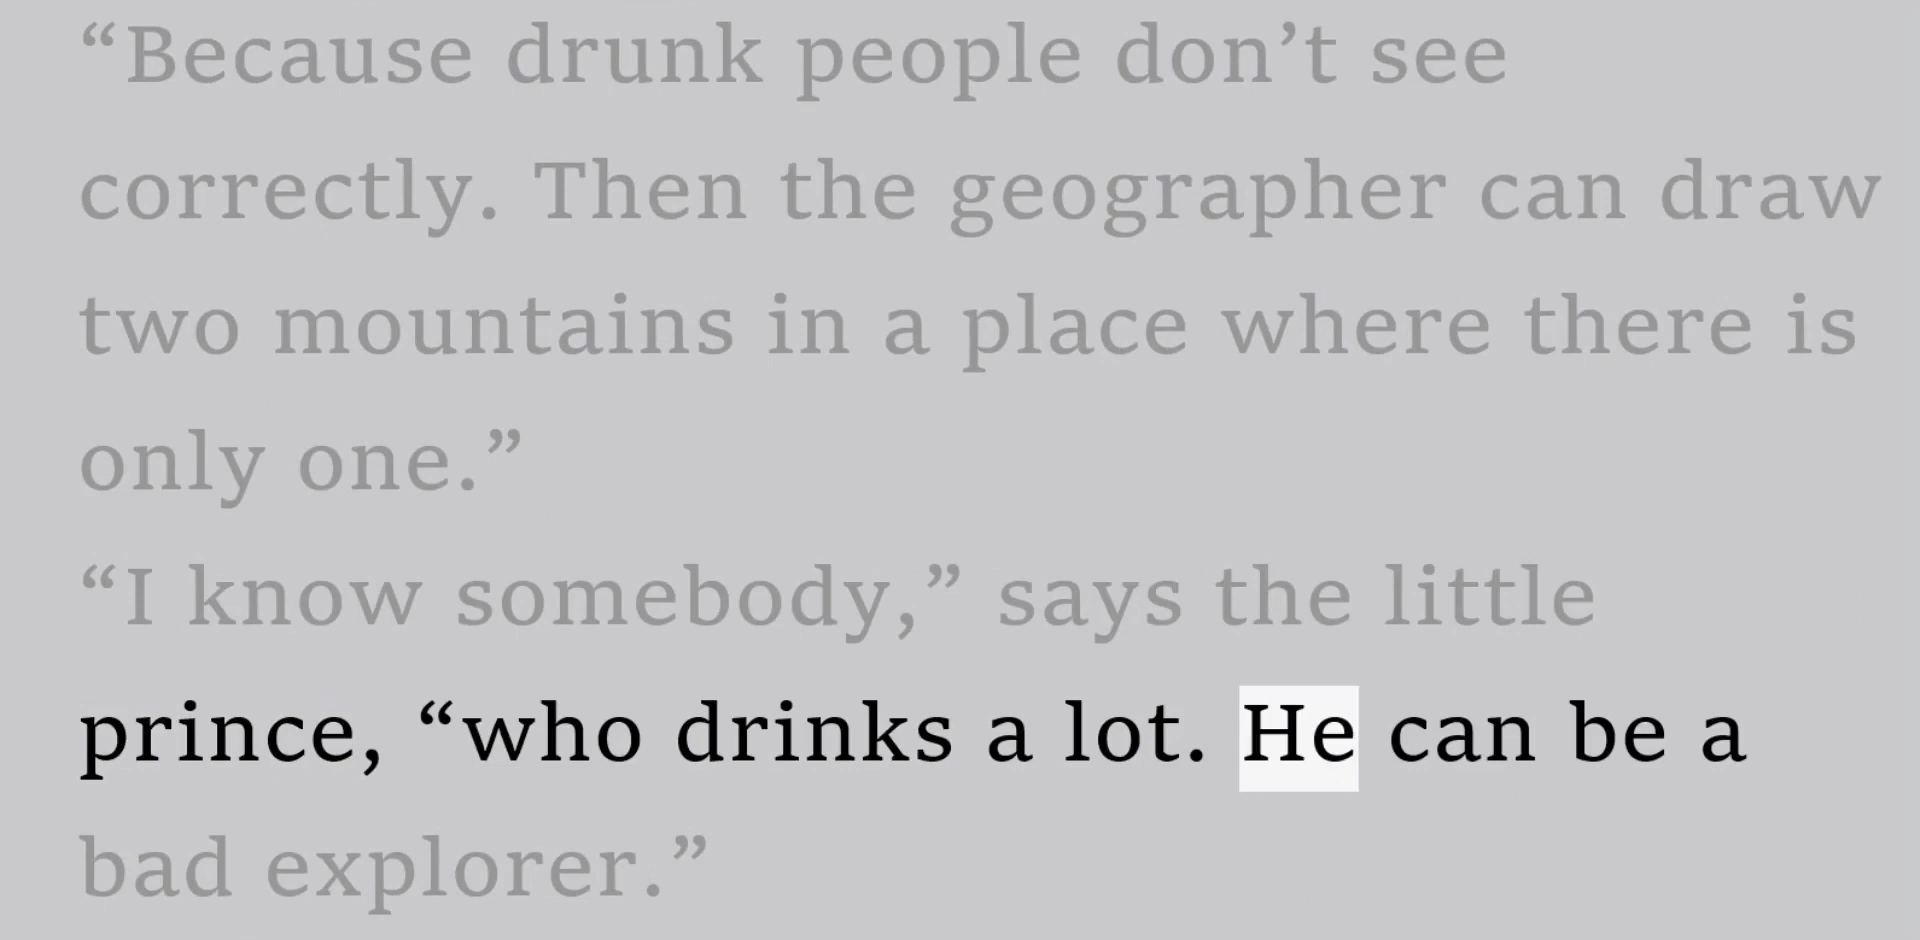 “Because drunk people don’t see
correctly. Then the geographer can draw
two mountains in a place where there is
only one.”
“I know somebody,” says the little
prince, “who drinks a lot. He can be a
bad explorer.”